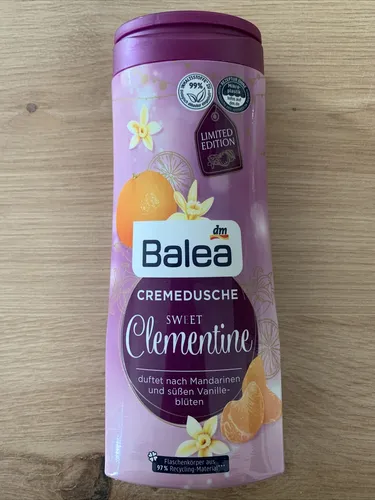 99%
LIMITED
EDITION
dm
Balea
CREMEDUSCHE
SWEET
Clementine
duftet nach Mandarinen
und süßen Vanille-
blüten
Flaschenkörper aus
97% Recycling-Material